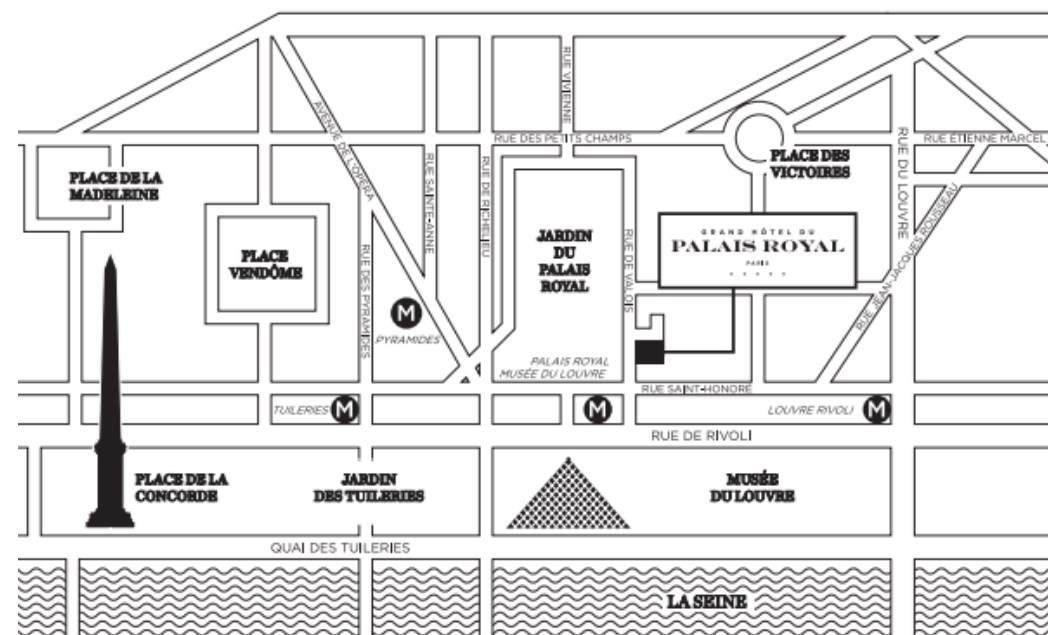 RUE VIVIENNE
AVENUE DE L'OPÉRA
RUE DES PETITS CHAMPS
RUE DU LOUVRE
RUE ÉTIENNE MARCEL
PLACE DES
VICTOIRES
PLACE DE LA
MADELEINE
RUE SAINTE-ANNE
RUE DE RICHELIEU
RUE JEAN-JACQUES ROUSSEAU
GRAND HÔTEL DU
PALAIS ROYAL
PARIS
JARDIN
DU
PALAIS
ROYAL
RUE DE VALOIS
PLACE
VENDÔME
RUE DES PYRAMIDES
M
PYRAMIDES
PALAIS ROYAL
MUSÉE DU LOUVRE
RUE SAINT-HONORÉ
TUILERIES M
M
LOUVRE RIVOLI M
RUE DE RIVOLI
PLACE DE LA
CONCORDE
JARDIN
DES TUILERIES
MUSÉE
DU LOUVRE
QUAI DES TUILERIES
LA SEINE